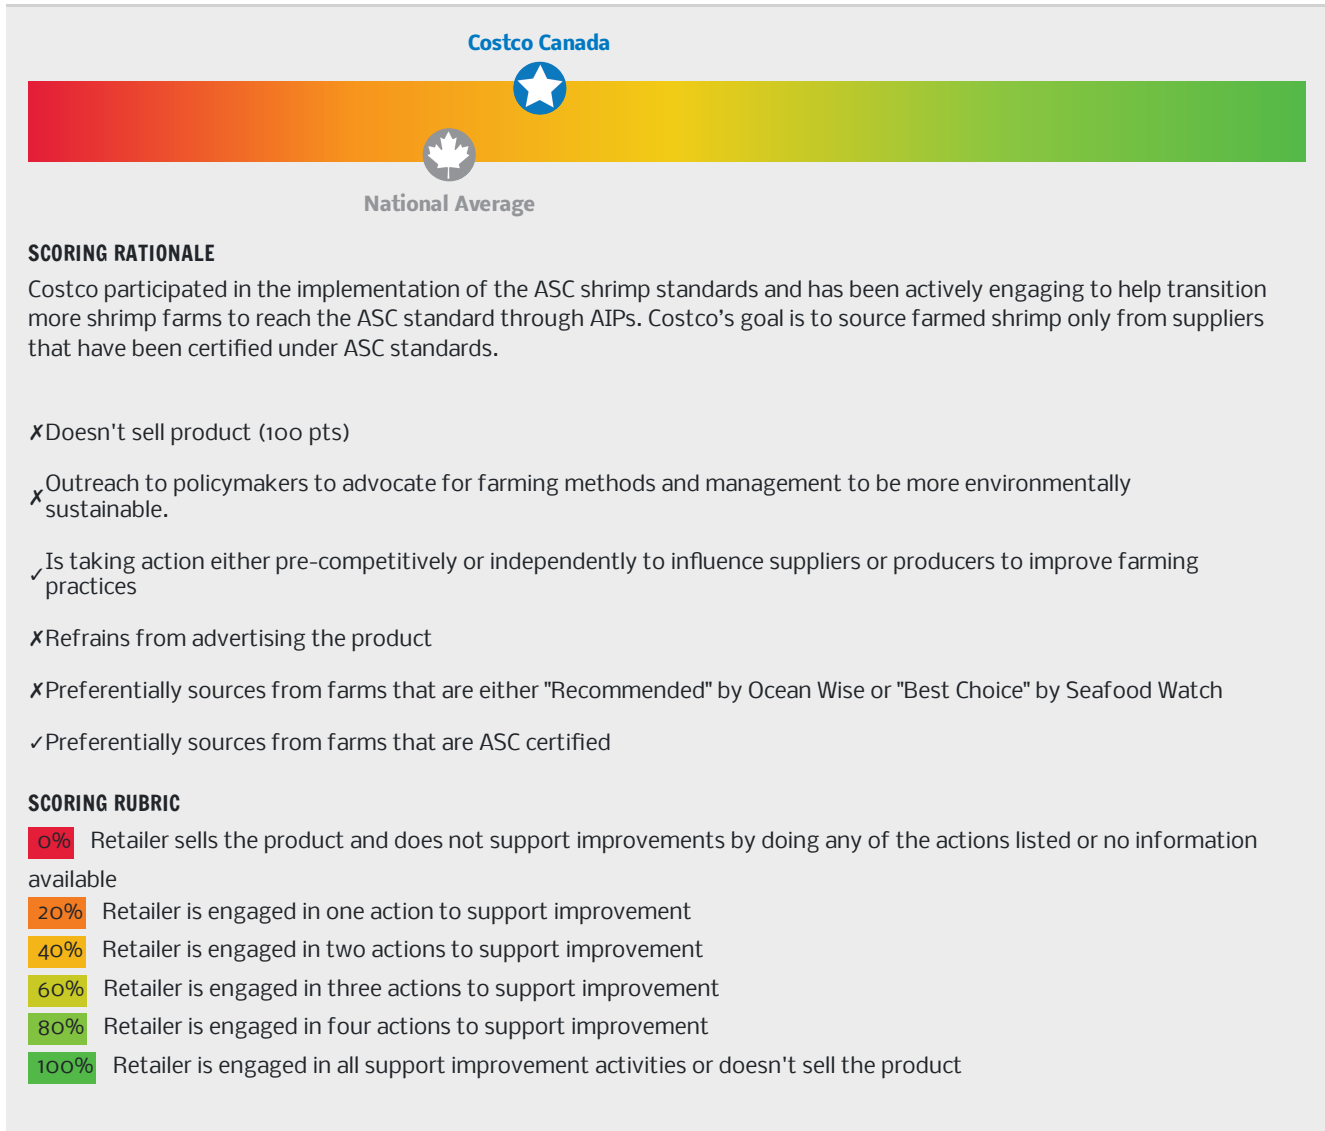 Costco Canada
National Average
SCORING RATIONALE
Costco participated in the implementation of the ASC shrimp standards and has been actively engaging to help transition
more shrimp farms to reach the ASC standard through AIPs. Costco’s goal is to source farmed shrimp only from suppliers
that have been certified under ASC standards.
✗Doesn't sell product (100 pts)
✗Outreach to policymakers to advocate for farming methods and management to be more environmentally
sustainable.
✓Is taking action either pre-competitively or independently to influence suppliers or producers to improve farming
practices
✗Refrains from advertising the product
✗Preferentially sources from farms that are either "Recommended" by Ocean Wise or "Best Choice" by Seafood Watch
✓Preferentially sources from farms that are ASC certified
SCORING RUBRIC
0% Retailer sells the product and does not support improvements by doing any of the actions listed or no information
available
20% Retailer is engaged in one action to support improvement
40% Retailer is engaged in two actions to support improvement
60% Retailer is engaged in three actions to support improvement
80% Retailer is engaged in four actions to support improvement
100% Retailer is engaged in all support improvement activities or doesn't sell the product